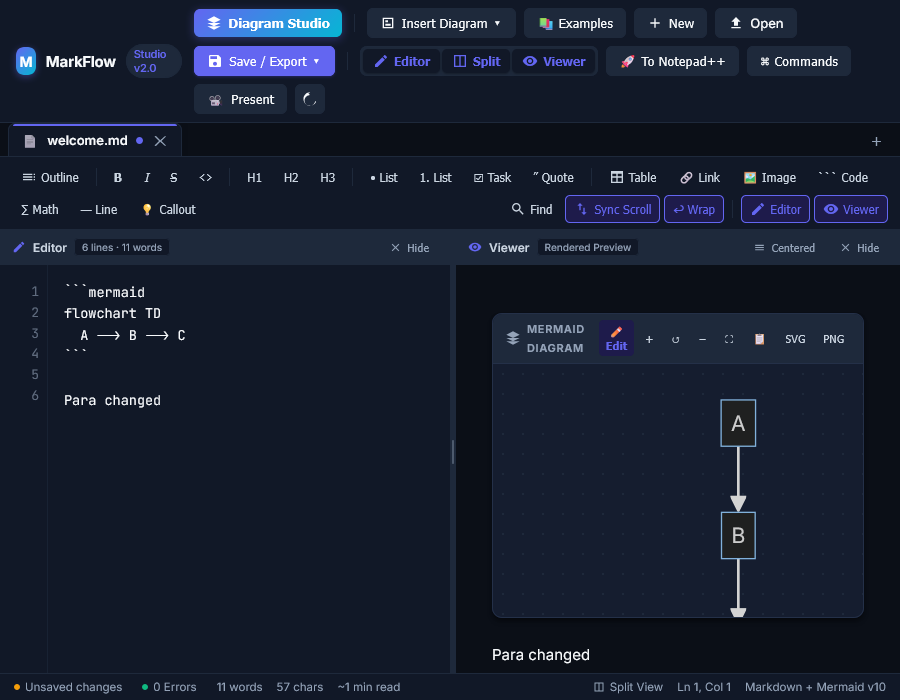 Diagram Studio
Insert Diagram ▾
Examples
+ New
Open
M
MarkFlow
Studio
v2.0
Save / Export ▾
Editor
Split
Viewer
To Notepad++
⌘ Commands
Present
welcome.md
+
Outline
B
I
S
<>
H1
H2
H3
• List
1. List
Task
" Quote
Table
Link
Image
``` Code
∑ Math
— Line
Callout
Find
Sync Scroll
↩ Wrap
Editor
Viewer
Editor
6 lines · 11 words
Hide
Viewer
Rendered Preview
Centered
Hide
1
```mermaid
2
flowchart TD
3
A --> B --> C
4
```
5
6
Para changed
MERMAID
DIAGRAM
Edit
+
↺
−
SVG
PNG
A
B
Para changed
Unsaved changes
0 Errors
11 words
57 chars
~1 min read
Split View
Ln 1, Col 1
Markdown + Mermaid v10